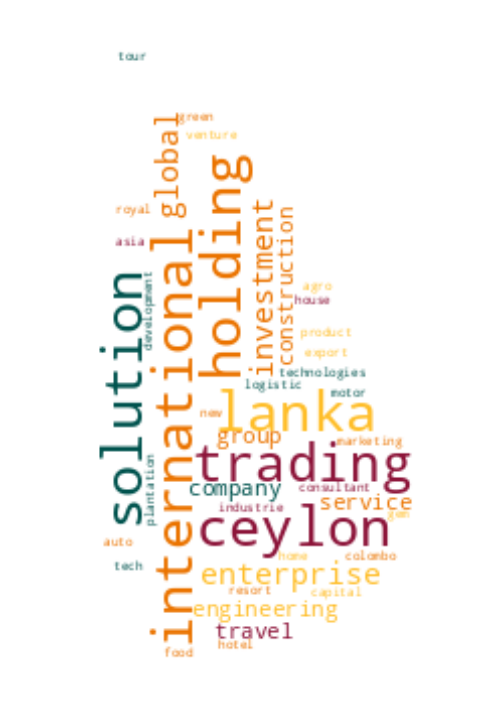 tour
green
venture
global
holding
royal
investment
construction
asia
international
solution
development
agro
house
product
export
technologies
logistic
motor
lanka
new
group
marketing
trading
plantation
company
consultant
service
industrie
gem
ceylon
auto
home
colombo
tech
enterprise
resort
capital
engineering
travel
hotel
food